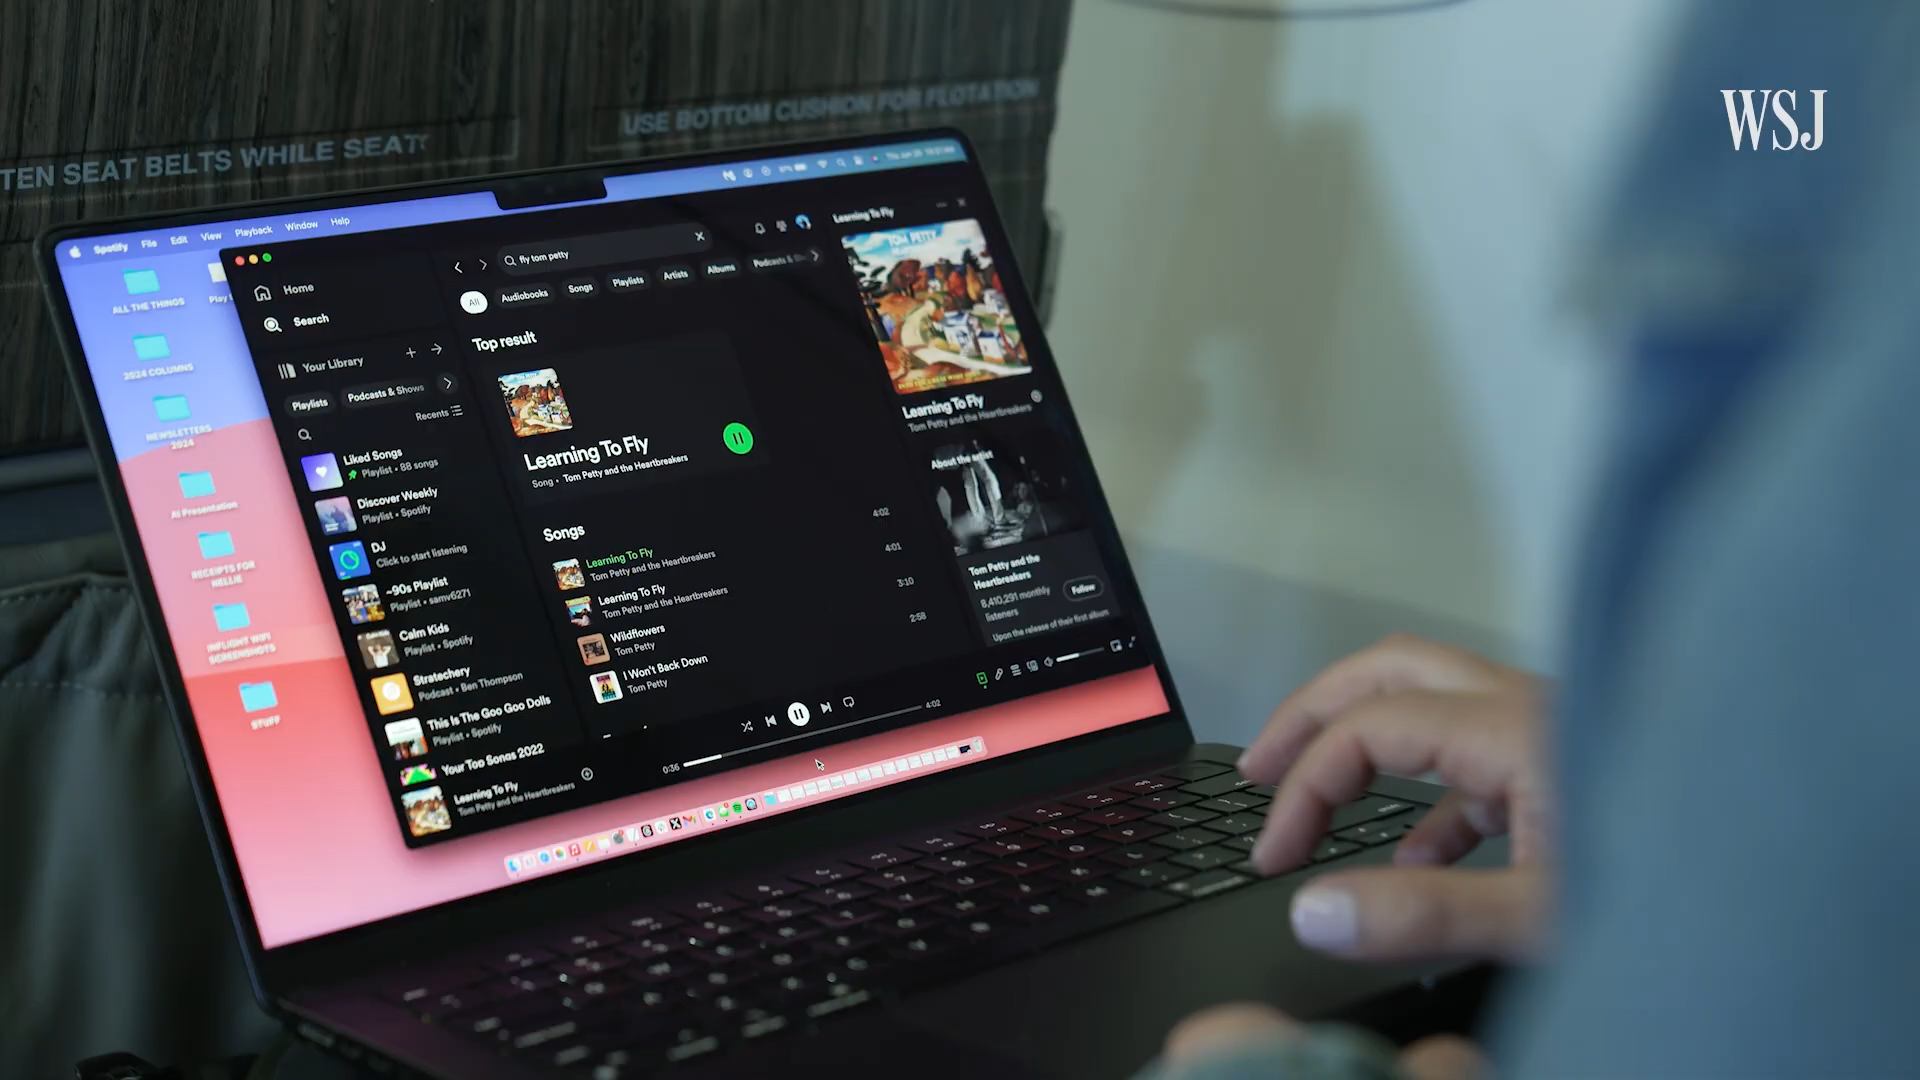 WSJ
USE BOTTOM CUSHION FOR FLOTATION
TEN SEAT BELTS WHILE SEAT
Spotify File Edit View Playback Window Help
ALL THE THINGS
2024 COLUMNS
NEWSLETTERS
2024
AI Presentation
RECEIPTS FOR
NELLIE
INFLIGHT WIFI
SCREENSHOTS
STUFF
Play
Home
Search
Your Library
Playlists
Podcasts & Shows
Recents
Liked Songs
Playlist • 88 songs
Discover Weekly
Playlist • Spotify
DJ
Click to start listening
~90s Playlist
Playlist • samv6271
Calm Kids
Playlist • Spotify
Stratechery
Podcast • Ben Thompson
This Is The Goo Goo Dolls
Playlist • Spotify
Your Top Songs 2022
Learning To Fly
Tom Petty and the Heartbreakers
fly tom petty
All Audiobooks Songs Playlists Artists Albums Podcasts & Sh
Top result
Learning To Fly
Song • Tom Petty and the Heartbreakers
Songs
Learning To Fly
Tom Petty and the Heartbreakers
4:02
Learning To Fly
Tom Petty and the Heartbreakers
4:01
Wildflowers
Tom Petty
3:10
I Won't Back Down
Tom Petty
2:58
0:36
4:02
Learning To Fly
TOM PETTY
Learning To Fly
Tom Petty and the Heartbreakers
About the artist
Tom Petty and the
Heartbreakers
8,410,291 monthly
listeners
Follow
Upon the release of their first album